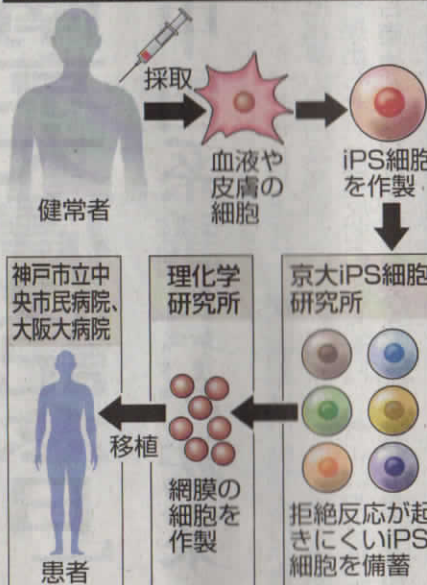 採取
健常者
血液や
皮膚の
細胞
iPS細胞
を作製
神戸市立中
央市民病院、
大阪大病院
理化学
研究所
京大iPS細胞
研究所
移植
患者
網膜の
細胞を
作製
拒絶反応が起
きにくいiPS
細胞を備蓄